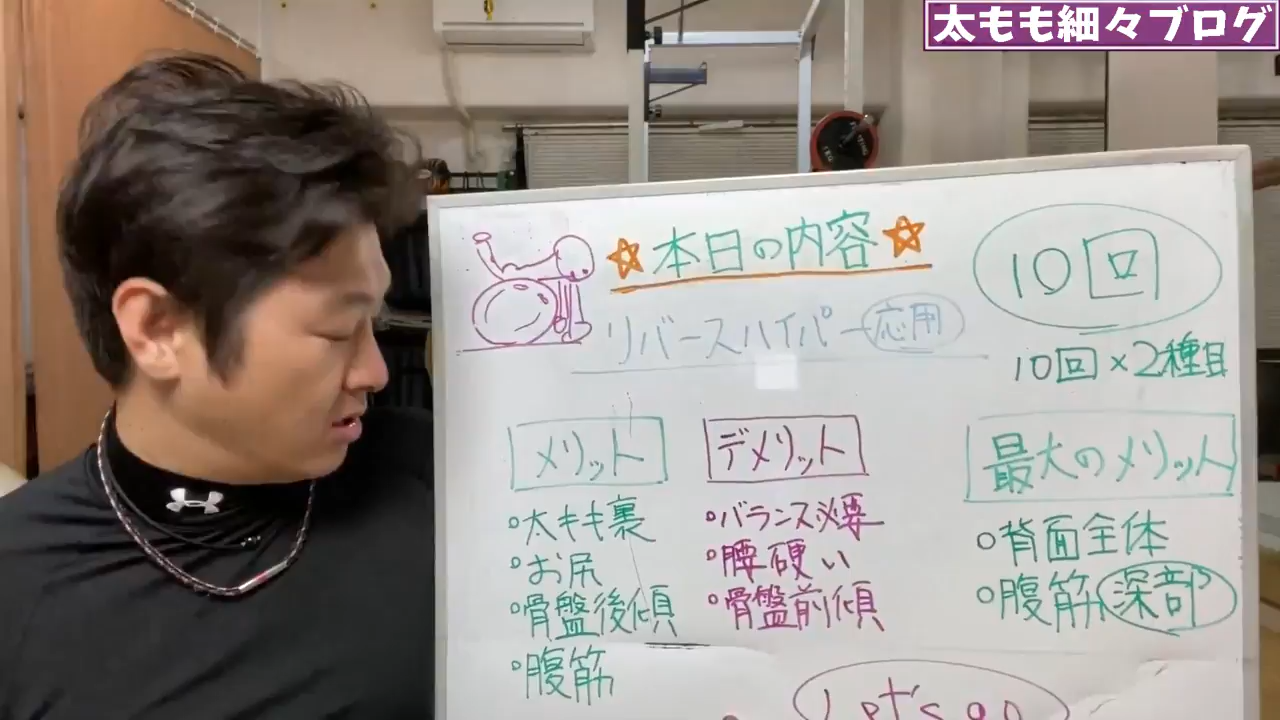 太もも細々ブログ
☆本日の内容☆
リバースハイパー応用
10回
10回×2種目
メリット
・太もも裏
・お尻
・骨盤後傾
・腹筋
デメリット
・バランス必要
・腰硬い
・骨盤前傾
最大のメリット
○背面全体
○腹筋深部
Let's go